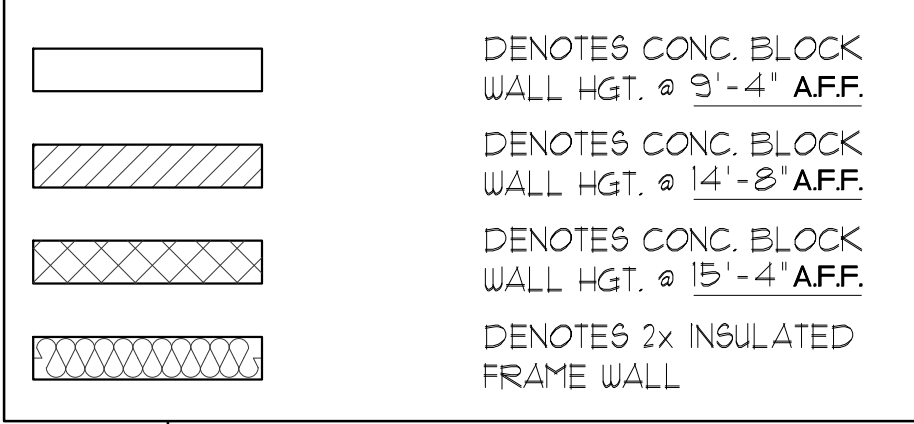 DENOTES CONC. BLOCK
WALL HGT. @ 9'-4" A.F.F.
DENOTES CONC. BLOCK
WALL HGT. @ 14'-8" A.F.F.
DENOTES CONC. BLOCK
WALL HGT. @ 15'-4" A.F.F.
DENOTES 2x INSULATED
FRAME WALL